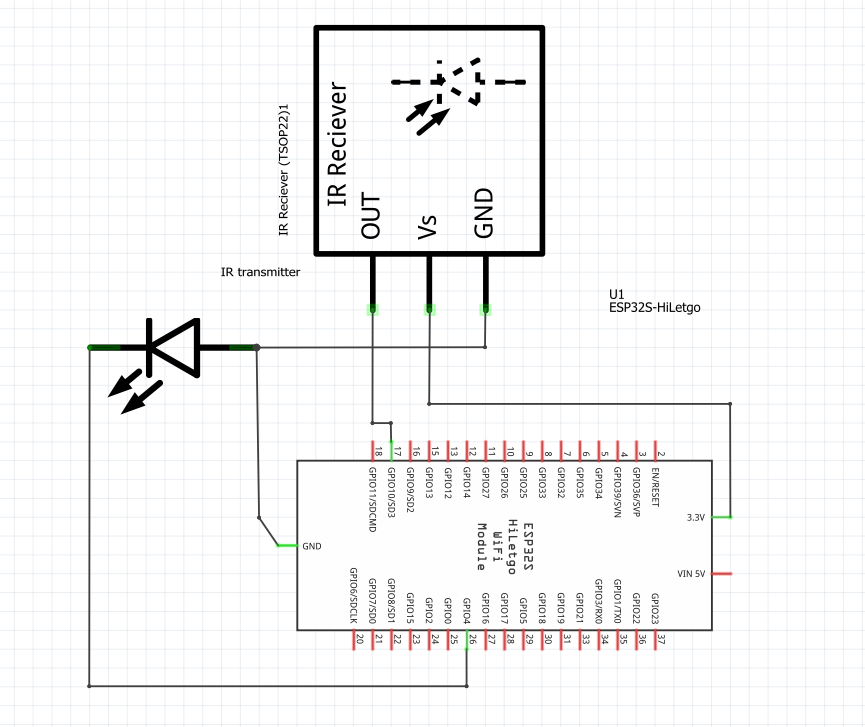 IR Reciever (TSOP22)1
IR Reciever
OUT
Vs
GND
IR transmitter
U1
ESP32S-HiLetgo
18
17
16
15
13
12
11
10
9
8
7
6
5
4
3
2
GPIO11/SDCMD
GPIO10/SD3
GPIO9/SD2
GPIO13
GPIO12
GPIO14
GPIO27
GPIO26
GPIO25
GPIO33
GPIO32
GPIO35
GPIO34
GPIO39/SVN
GPIO36/SVP
EN/RESET
3.3V
ESP32S
HiLetgo
WiFi
Module
GND
VIN 5V
GPIO6/SDCLK
GPIO7/SD0
GPIO8/SD1
GPIO15
GPIO2
GPIO0
GPIO4
GPIO16
GPIO17
GPIO5
GPIO18
GPIO19
GPIO21
GPIO3/RX0
GPIO1/TX0
GPIO22
GPIO23
20
21
22
23
24
25
26
27
28
29
30
31
33
34
35
36
37